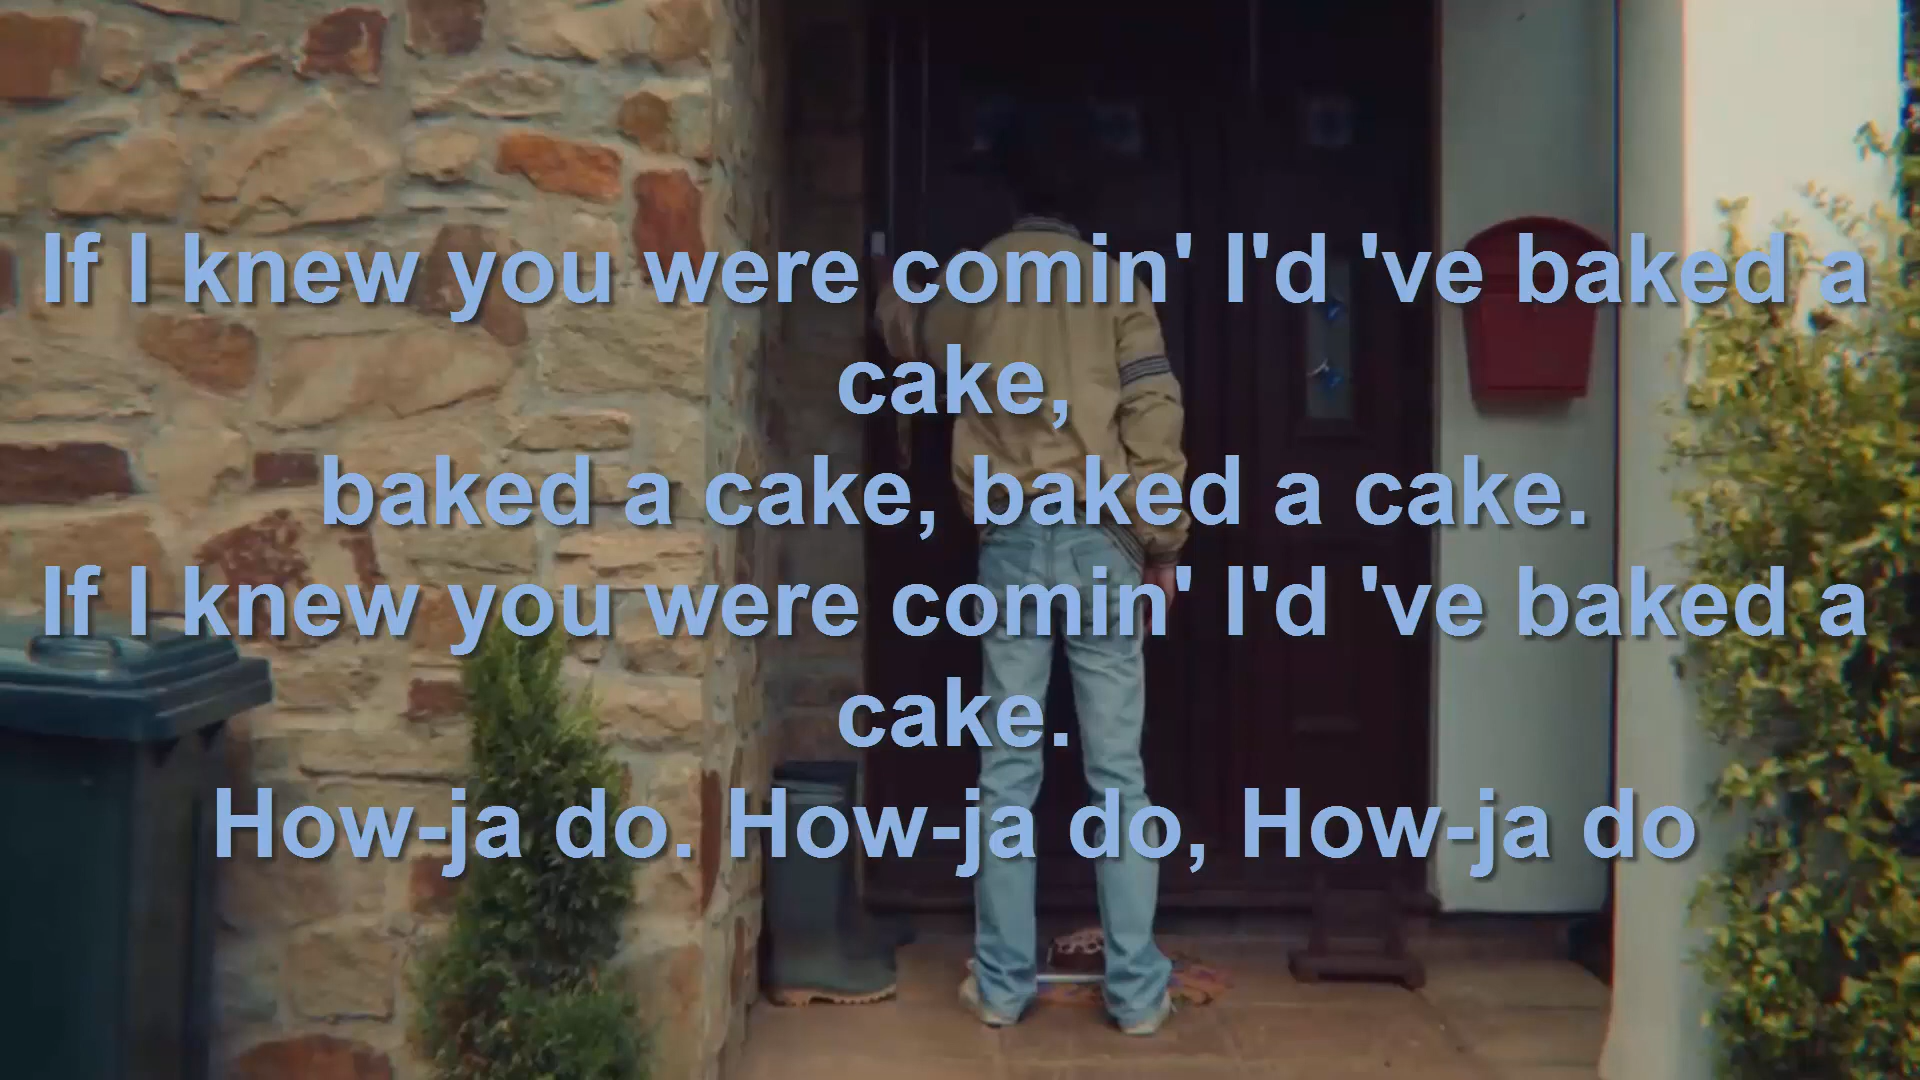 If I knew you were comin' I'd 've baked a
cake,
baked a cake, baked a cake.
If I knew you were comin' I'd 've baked a
cake.
How-ja do. How-ja do, How-ja do